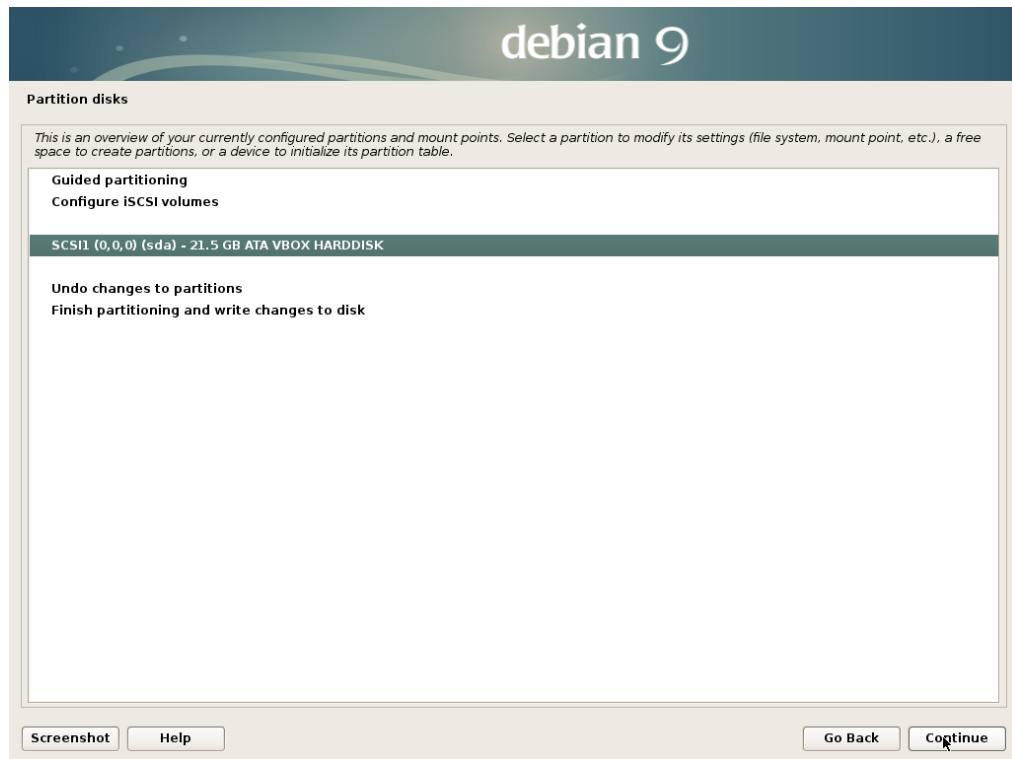 debian 9
Partition disks
This is an overview of your currently configured partitions and mount points. Select a partition to modify its settings (file system, mount point, etc.), a free
space to create partitions, or a device to initialize its partition table.
Guided partitioning
Configure iSCSI volumes
SCSI1 (0,0,0) (sda) - 21.5 GB ATA VBOX HARDDISK
Undo changes to partitions
Finish partitioning and write changes to disk
Screenshot Help Go Back Continue